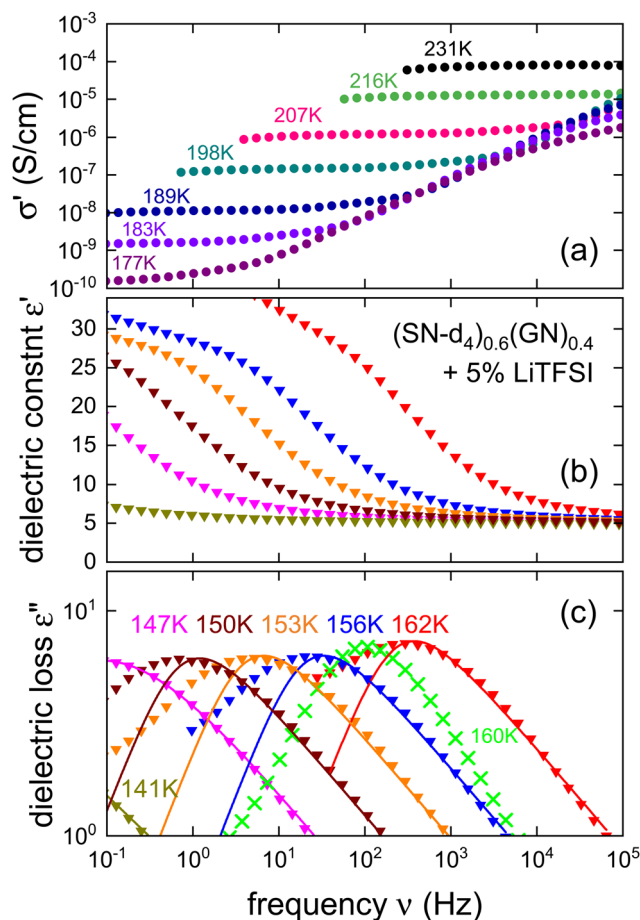 10⁻⁴
10⁻⁵
10⁻⁶
10⁻⁷
10⁻⁸
10⁻⁹
10⁻¹⁰
σ' (S/cm)
231K
216K
207K
198K
189K
183K
177K
(a)
30
25
20
15
10
5
0
dielectric constnt ε'
(SN-d₄)₀.₆(GN)₀.₄
+ 5% LiTFSI
(b)
10¹
10⁰
dielectric loss ε"
147K 150K 153K 156K 162K
(c)
141K
160K
10⁻¹ 10⁰ 10¹ 10² 10³ 10⁴ 10⁵
frequency ν (Hz)